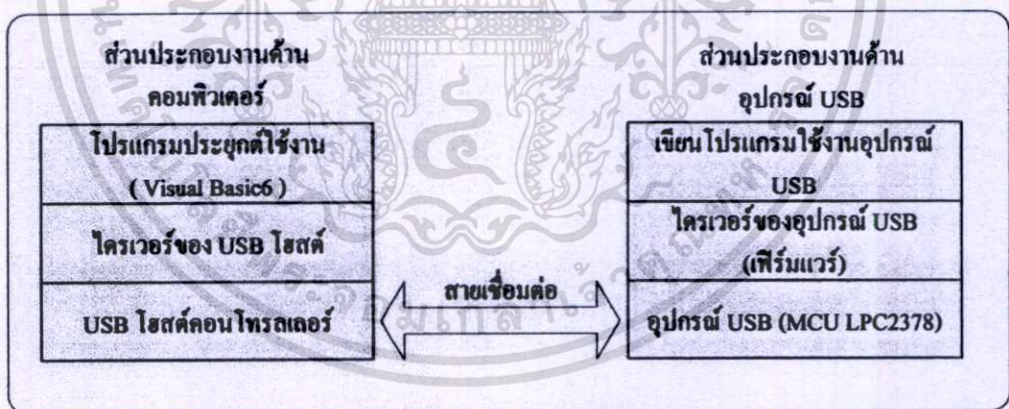 ส่วนประกอบงานด้าน
คอมพิวเตอร์
โปรแกรมประยุกต์ใช้งาน
( Visual Basic6 )
ไดรเวอร์ของ USB โฮสต์
USB โฮสต์คอนโทรลเลอร์
สายเชื่อมต่อ
ส่วนประกอบงานด้าน
อุปกรณ์ USB
เขียนโปรแกรมใช้งานอุปกรณ์
USB
ไดรเวอร์ของอุปกรณ์ USB
(เฟิร์มแวร์)
อุปกรณ์ USB (MCU LPC2378)